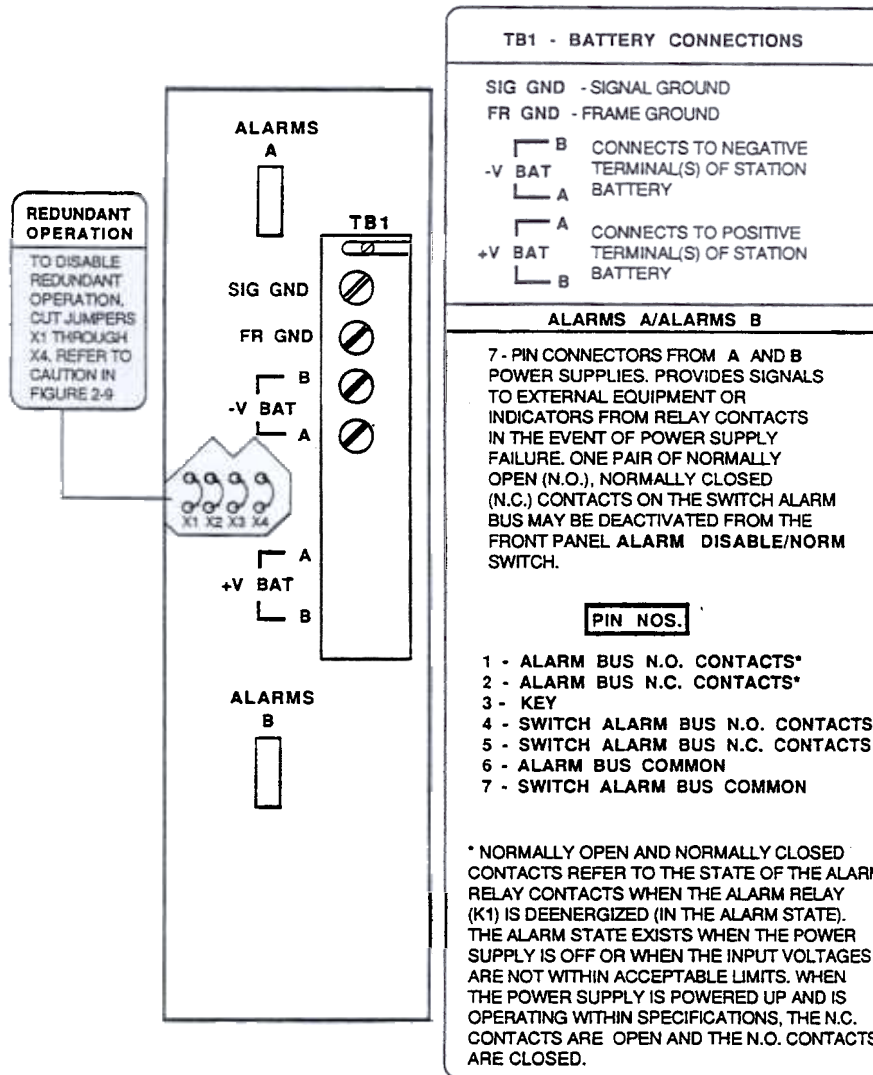 REDUNDANT
OPERATION
TO DISABLE
REDUNDANT
OPERATION,
CUT JUMPERS
X1 THROUGH
X4. REFER TO
CAUTION IN
FIGURE 2-9
ALARMS
A
TB1
SIG GND
FR GND
B
-V BAT
A
X1 X2 X3 X4
A
+V BAT
B
ALARMS
B
TB1 - BATTERY CONNECTIONS
SIG GND - SIGNAL GROUND
FR GND - FRAME GROUND
B CONNECTS TO NEGATIVE
-V BAT TERMINAL(S) OF STATION
A BATTERY
A CONNECTS TO POSITIVE
+V BAT TERMINAL(S) OF STATION
B BATTERY
ALARMS A/ALARMS B
7 - PIN CONNECTORS FROM A AND B
POWER SUPPLIES. PROVIDES SIGNALS
TO EXTERNAL EQUIPMENT OR
INDICATORS FROM RELAY CONTACTS
IN THE EVENT OF POWER SUPPLY
FAILURE. ONE PAIR OF NORMALLY
OPEN (N.O.), NORMALLY CLOSED
(N.C.) CONTACTS ON THE SWITCH ALARM
BUS MAY BE DEACTIVATED FROM THE
FRONT PANEL ALARM DISABLE/NORM
SWITCH.
PIN NOS.
1 - ALARM BUS N.O. CONTACTS*
2 - ALARM BUS N.C. CONTACTS*
3 - KEY
4 - SWITCH ALARM BUS N.O. CONTACTS
5 - SWITCH ALARM BUS N.C. CONTACTS
6 - ALARM BUS COMMON
7 - SWITCH ALARM BUS COMMON
* NORMALLY OPEN AND NORMALLY CLOSED
CONTACTS REFER TO THE STATE OF THE ALARM
RELAY CONTACTS WHEN THE ALARM RELAY
(K1) IS DEENERGIZED (IN THE ALARM STATE).
THE ALARM STATE EXISTS WHEN THE POWER
SUPPLY IS OFF OR WHEN THE INPUT VOLTAGES
ARE NOT WITHIN ACCEPTABLE LIMITS. WHEN
THE POWER SUPPLY IS POWERED UP AND IS
OPERATING WITHIN SPECIFICATIONS, THE N.C.
CONTACTS ARE OPEN AND THE N.O. CONTACTS
ARE CLOSED.